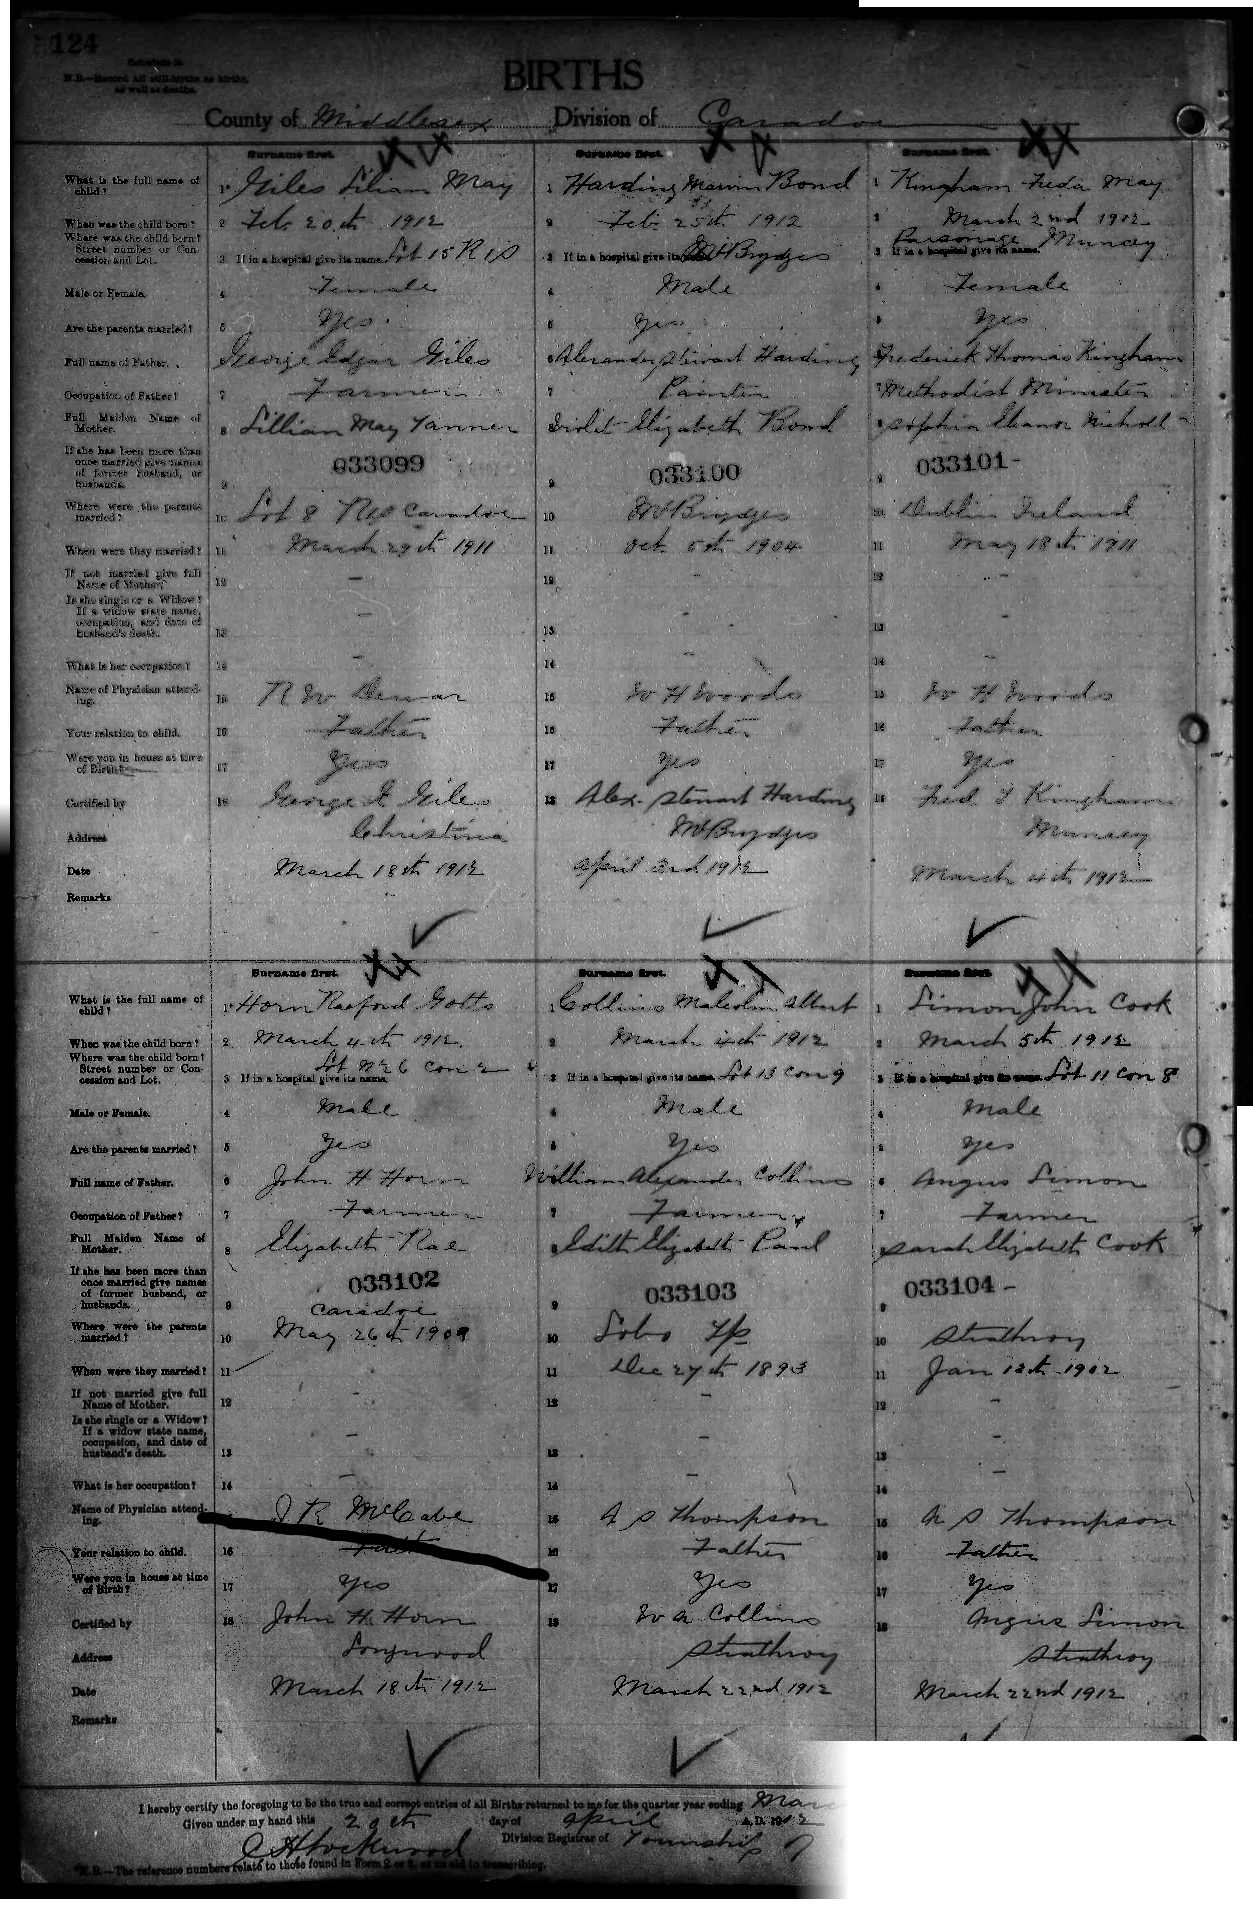 124
Schedule A
N.B.—Record all still-births as births,
as well as deaths.
BIRTHS
County of Middlesex Division of Caradoc
Surname first. Surname first. Surname first.
What is the full name of child? 1 Giles Lilian May 1 Harding Marvin Bond 1 Kingham Freda May
When was the child born? 2 Feb 20th 1912 2 Feb 25th 1912 2 March 2nd 1912
Where was the child born? Street number or Concession and Lot. 3 If in a hospital give its name. Lot 15 R 1 S 3 If in a hospital give its Mt Brydges 3 If in a hospital give its name. Parsonage Muncey
Male or Female. 4 Female 4 Male 4 Female
Are the parents married? 5 Yes 5 Yes 5 Yes
Full name of Father. George Edgar Giles 6 Alexander Stewart Harding Frederick Thomas Kingham
Occupation of Father? 7 Farmer 7 Painter 7 Methodist Minister
Full Maiden Name of Mother. 8 Lillian May Tanner Violet Elizabeth Bond 8 Sophia Eleanor Nicholl
If she has been more than once married give names of former husband, or husbands. 9 033099 9 033100 9 033101-
Where were the parents married? 10 Lot 8 Caradoc 10 Mt Brydges 10 Dublin Ireland
When were they married? 11 March 29th 1911 11 Oct 5th 1904 11 May 18th 1911
If not married give full Name of Mother. 12 – 12 – 12 –
Is she single or a Widow? If a widow state name, occupation, and date of husband's death. 13 – 13 – 13 –
What is her occupation? 14 – 14 – 14 –
Name of Physician attending. 15 R W Dewar 15 W H Woods 15 W H Woods
Your relation to child. 16 Father 16 Father 16 Father
Were you in house at time of Birth? 17 Yes 17 Yes 17 Yes
Certified by 18 George E Giles 18 Alex. Stewart Harding 18 Fred T Kingham
Address Christina Mt Brydges Muncey
Date March 18th 1912 April 3rd 1912 March 4th 1912
Remarks
Surname first. Surname first. Surname first.
What is the full name of child? 1 Horn Raeford Gotts 1 Collins Malcolm Albert 1 Simon John Cook
When was the child born? 2 March 4th 1912 2 March 4th 1912 2 March 5th 1912
Where was the child born? Street number or Concession and Lot. 3 If in a hospital give its name. Lot N½ 6 Con 2 3 If in a hospital give its name. Lot 13 Con 9 3 If in a hospital give its name. Lot 11 Con 8
Male or Female. 4 Male 4 Male 4 Male
Are the parents married? 5 Yes 5 Yes 5 Yes
Full name of Father. 6 John H Horn William Alexander Collins 6 Angus Simon
Occupation of Father? 7 Farmer 7 Farmer 7 Farmer
Full Maiden Name of Mother. 8 Elizabeth Rae 8 Edith Elizabeth Paul Sarah Elizabeth Cook
If she has been more than once married give names of former husband, or husbands. 9 033102 9 033103 9 033104 -
Caradoc
Where were the parents married? 10 May 26th 1909 10 Lobo Tp 10 Strathroy
When were they married? 11 11 Dec 27th 1893 11 Jan 13th 1902
If not married give full Name of Mother. 12 – 12 – 12 –
Is she single or a Widow? If a widow state name, occupation, and date of husband's death. 13 – 13 – 13 –
What is her occupation? 14 – 14 – 14
Name of Physician attending. J R McCabe 15 A S Thompson 15 A S Thompson
Your relation to child. 16 Father 16 Father 16 Father
Were you in house at time of Birth? 17 Yes 17 Yes 17 Yes
Certified by 18 John H. Horn 18 W A Collins 18 Angus Simon
Address Longwood Strathroy Strathroy
Date March 18th 1912 March 22nd 1912 March 22nd 1912
Remarks
I hereby certify the foregoing to be the true and correct entries of all Births returned to me for the quarter year ending Marc
Given under my hand this 20th day of April A.D. 1912
Division Registrar of Township of
N.B.—The reference numbers relate to those found in Form 2 or 3, as an aid to transcribing.